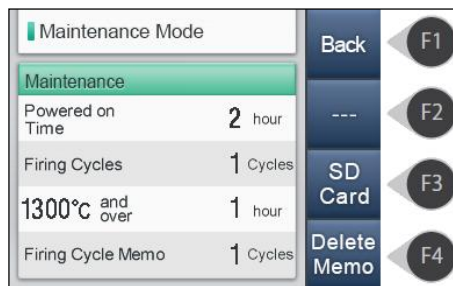 Maintenance Mode
Maintenance
Powered on
Time
2 hour
Firing Cycles 1 Cycles
1300°C and
over
1 hour
Firing Cycle Memo 1 Cycles
Back F1
--- F2
SD
Card
F3
Delete
Memo
F4